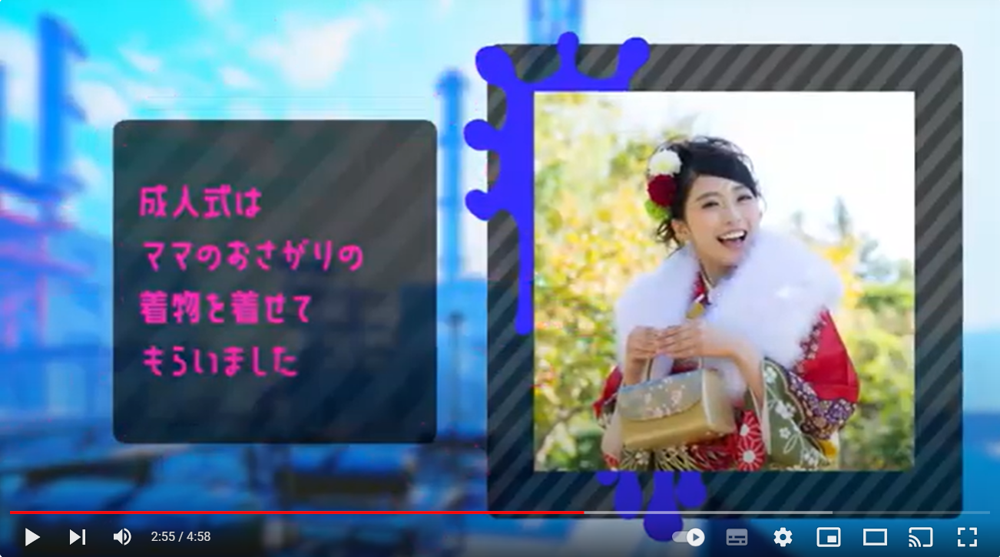 成人式は
ママのおさがりの
着物を着せて
もらいました
2:55 / 4:58